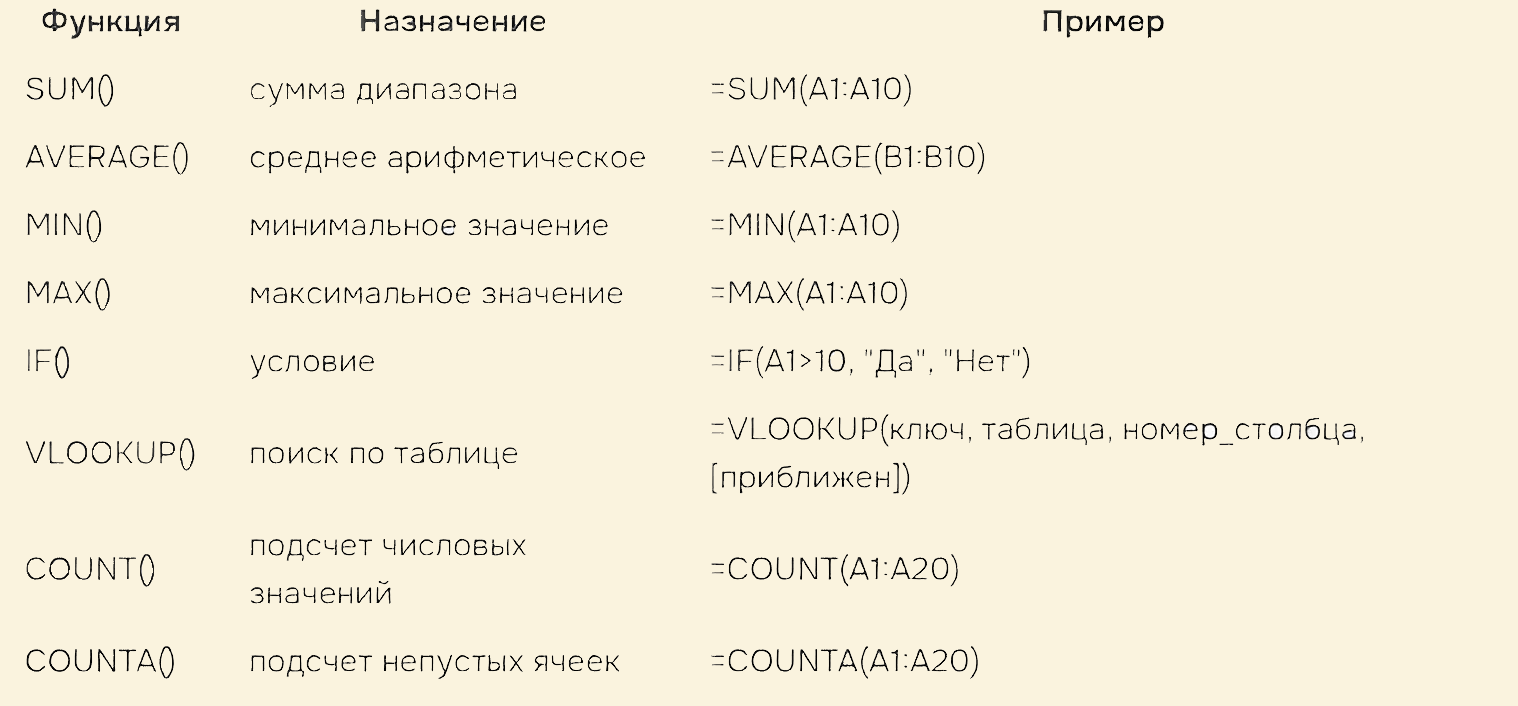 Функция Назначение Пример
SUM() сумма диапазона =SUM(A1:A10)
AVERAGE() среднее арифметическое =AVERAGE(B1:B10)
MIN() минимальное значение =MIN(A1:A10)
MAX() максимальное значение =MAX(A1:A10)
IF() условие =IF(A1>10, "Да", "Нет")
VLOOKUP() поиск по таблице =VLOOKUP(ключ, таблица, номер_столбца,
[приближен])
COUNT() подсчет числовых
значений =COUNT(A1:A20)
COUNTA() подсчет непустых ячеек =COUNTA(A1:A20)